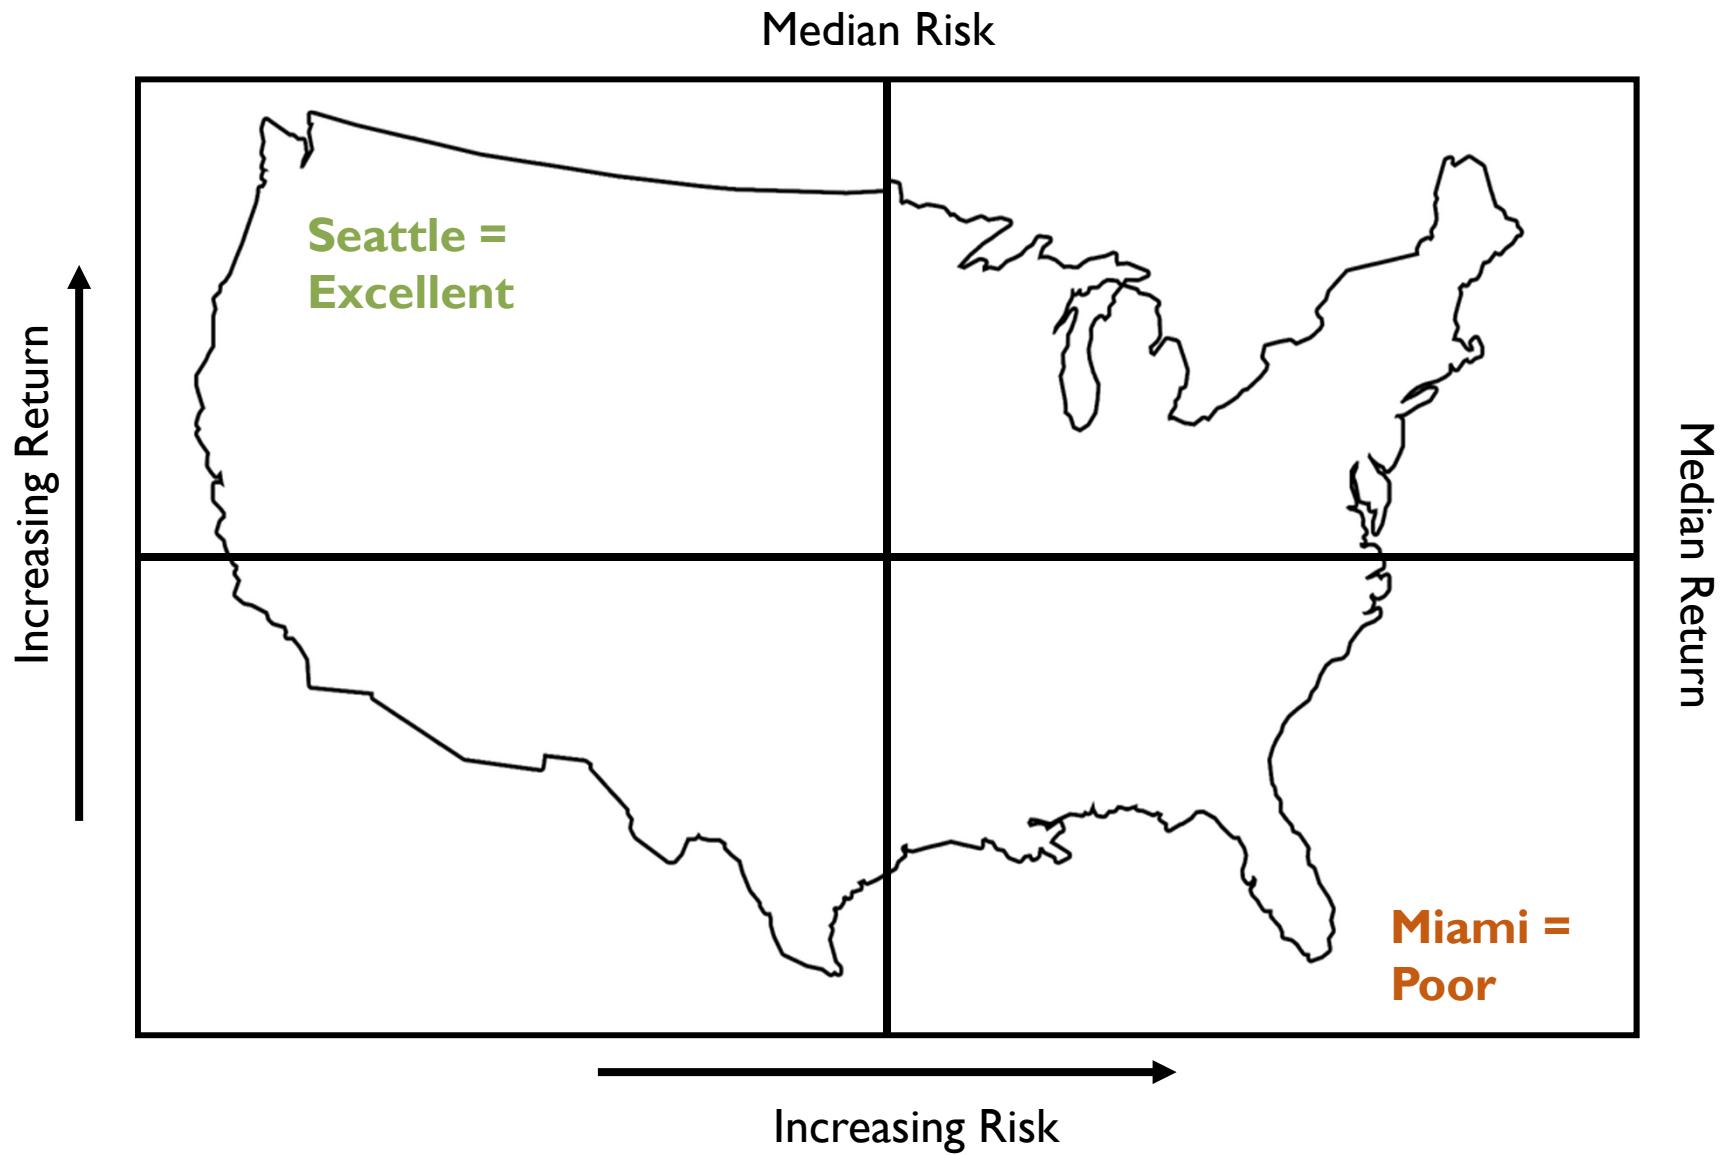 Median Risk
Seattle =
Excellent
Increasing Return
Median Return
Miami =
Poor
Increasing Risk